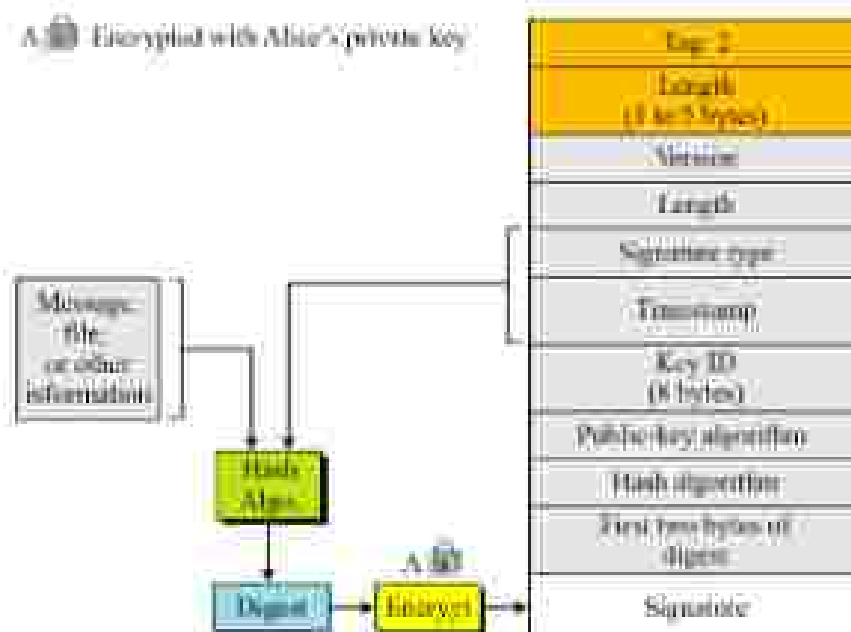 A Encrypted with Alice's private key
Tag: 2
Length
(1 to 5 bytes)
Version
Length
Signature type
Timestamp
Key ID
(8 bytes)
Public-key algorithm
Hash algorithm
First two bytes of
digest
Signature
Message,
file,
or other
information
Hash
Algo.
Digest
A
Encrypt